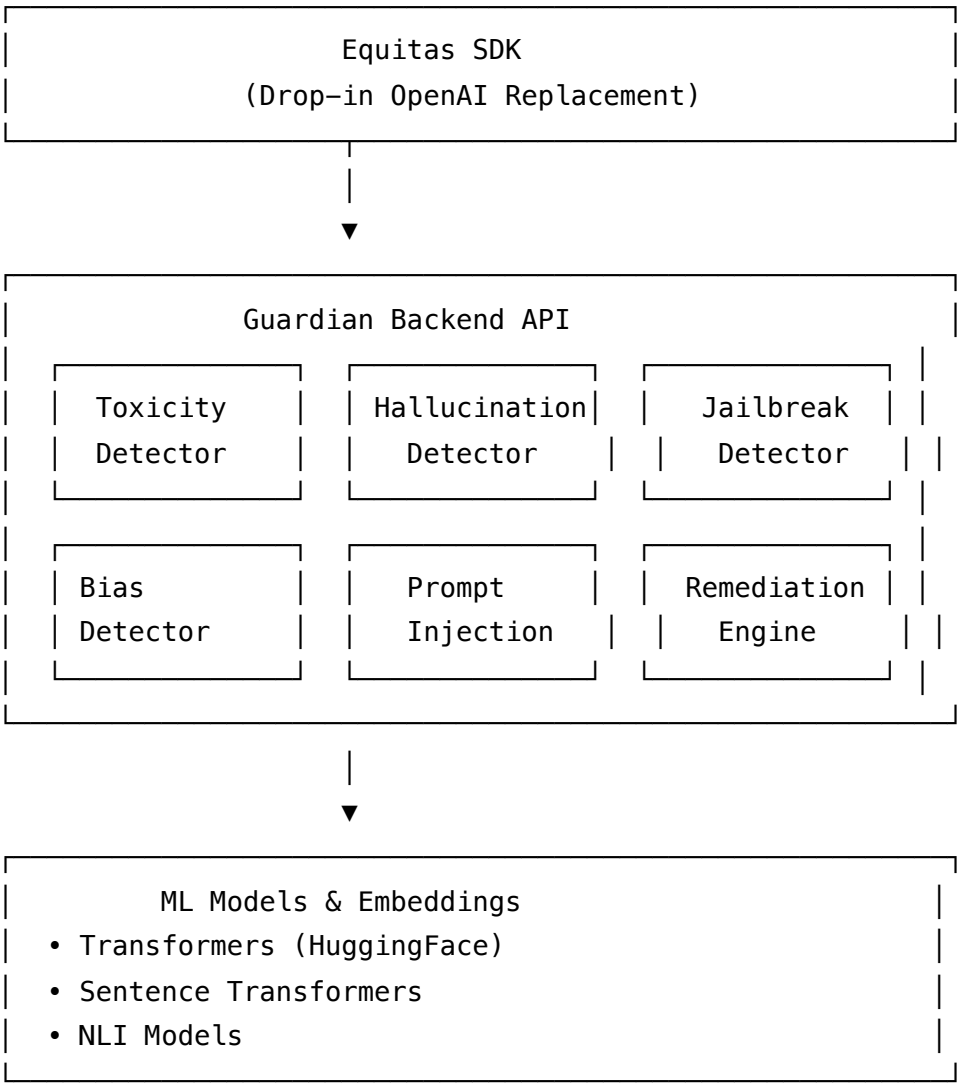 Equitas SDK
(Drop-in OpenAI Replacement)
▼
Guardian Backend API
Toxicity Hallucination Jailbreak
Detector Detector Detector
Bias Prompt Remediation
Detector Injection Engine
▼
ML Models & Embeddings
• Transformers (HuggingFace)
• Sentence Transformers
• NLI Models